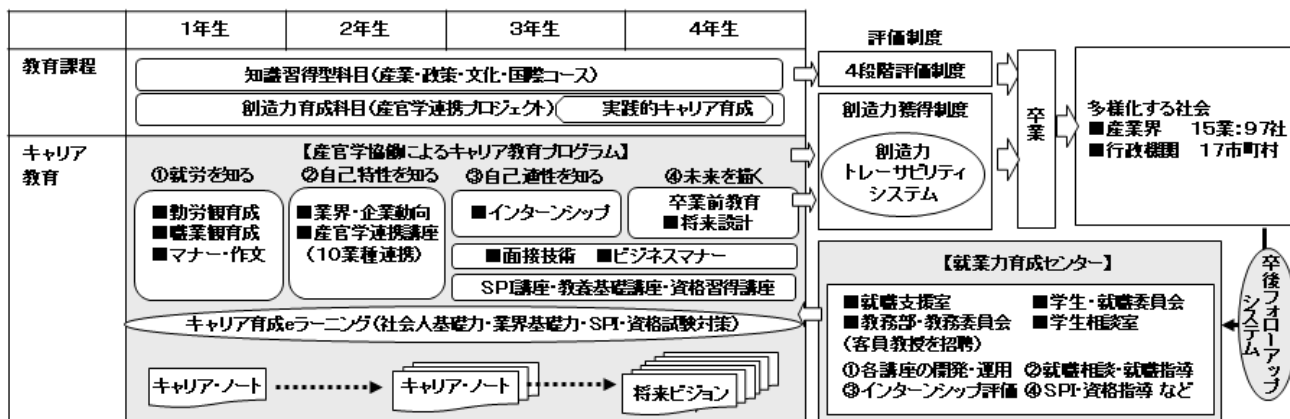 1年生 2年生 3年生 4年生
教育課程
知識習得型科目(産業・政策・文化・国際コース)
創造力育成科目(産官学連携プロジェクト) 実践的キャリア育成
キャリア
教育
【産官学協働によるキャリア教育プログラム】
①就労を知る ②自己特性を知る ③自己適性を知る ④未来を描く
■勤労観育成
■職業観育成
■マナー・作文
■業界・企業動向
■産官学連携講座
(10業種連携)
■インターンシップ
卒業前教育
■将来設計
■面接技術 ■ビジネスマナー
SPI講座・教養基礎講座・資格習得講座
キャリア育成eラーニング(社会人基礎力・業界基礎力・SPI・資格試験対策)
キャリア・ノート
キャリア・ノート
将来ビジョン
評価制度
4段階評価制度
創造力獲得制度
創造力
トレーサビリティ
システム
卒業
多様化する社会
■産業界 15業:97社
■行政機関 17市町村
【就業力育成センター】
■就職支援室 ■学生・就職委員会
■教務部・教務委員会 ■学生相談室
(客員教授を招聘)
①各講座の開発・運用 ②就職相談・就職指導
③インターンシップ評価 ④SPI・資格指導 など
卒後フォローアップ
システム